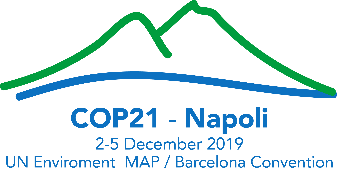 COP21 - Napoli
2-5 December 2019
UN Enviroment MAP / Barcelona Convention